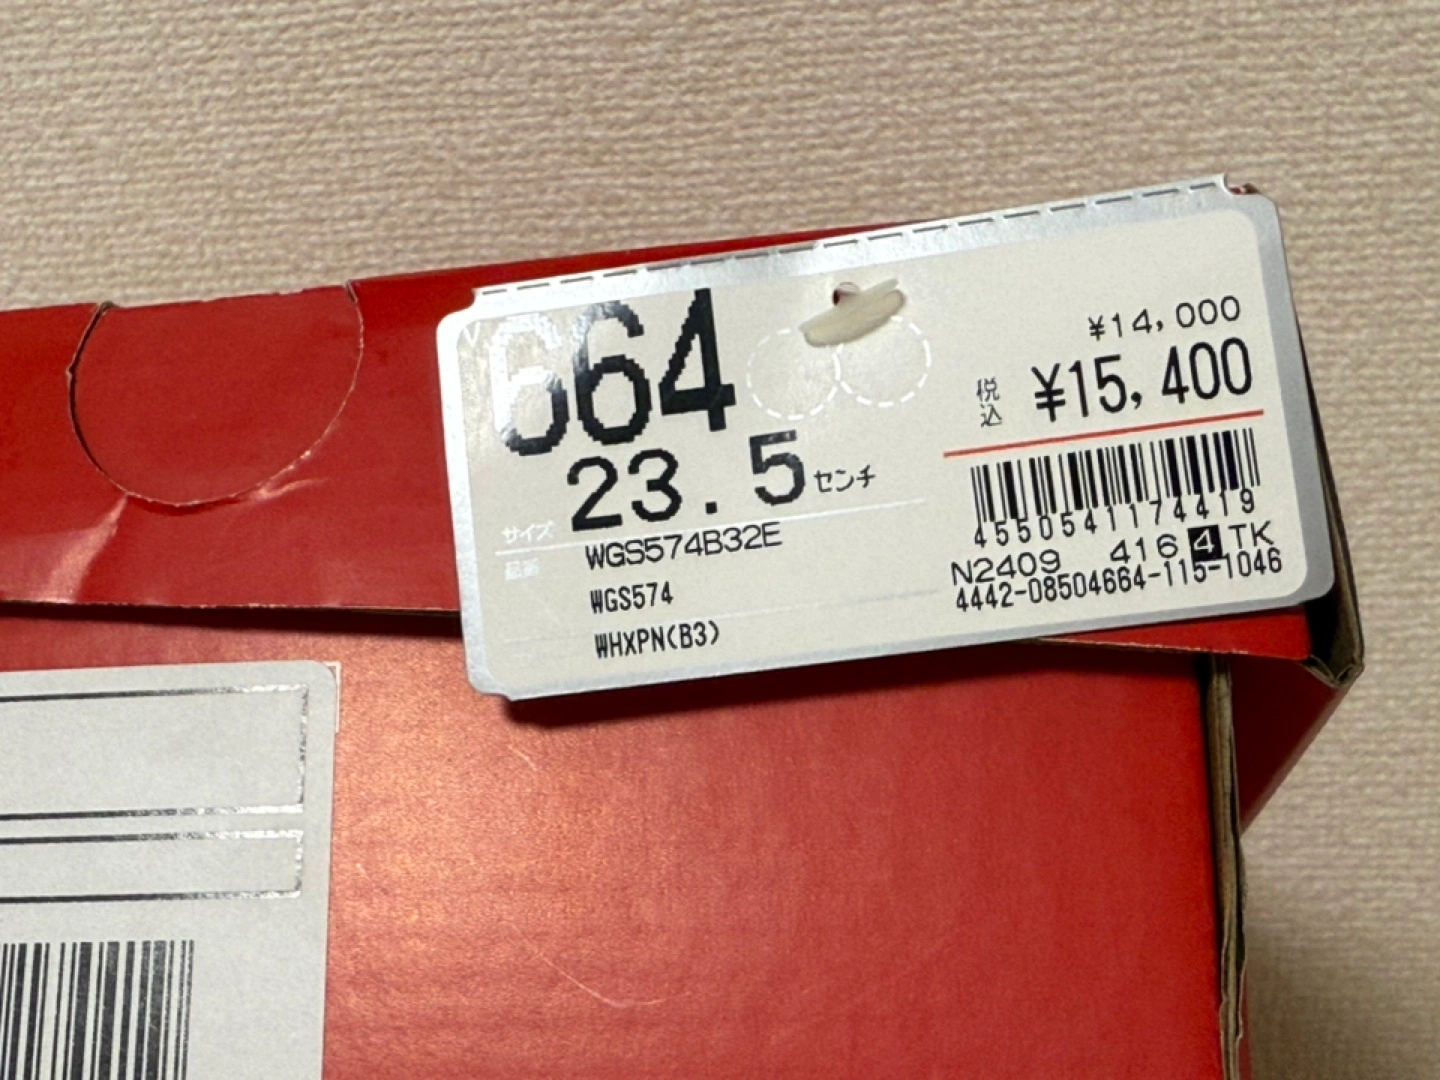 664
23.5センチ
サイズ
品番
WGS574B32E
WGS574
WHXPN(B3)
¥14,000
税込 ¥15,400
4550541174419
N2409 416 4 TK
4442-08504664-115-1046